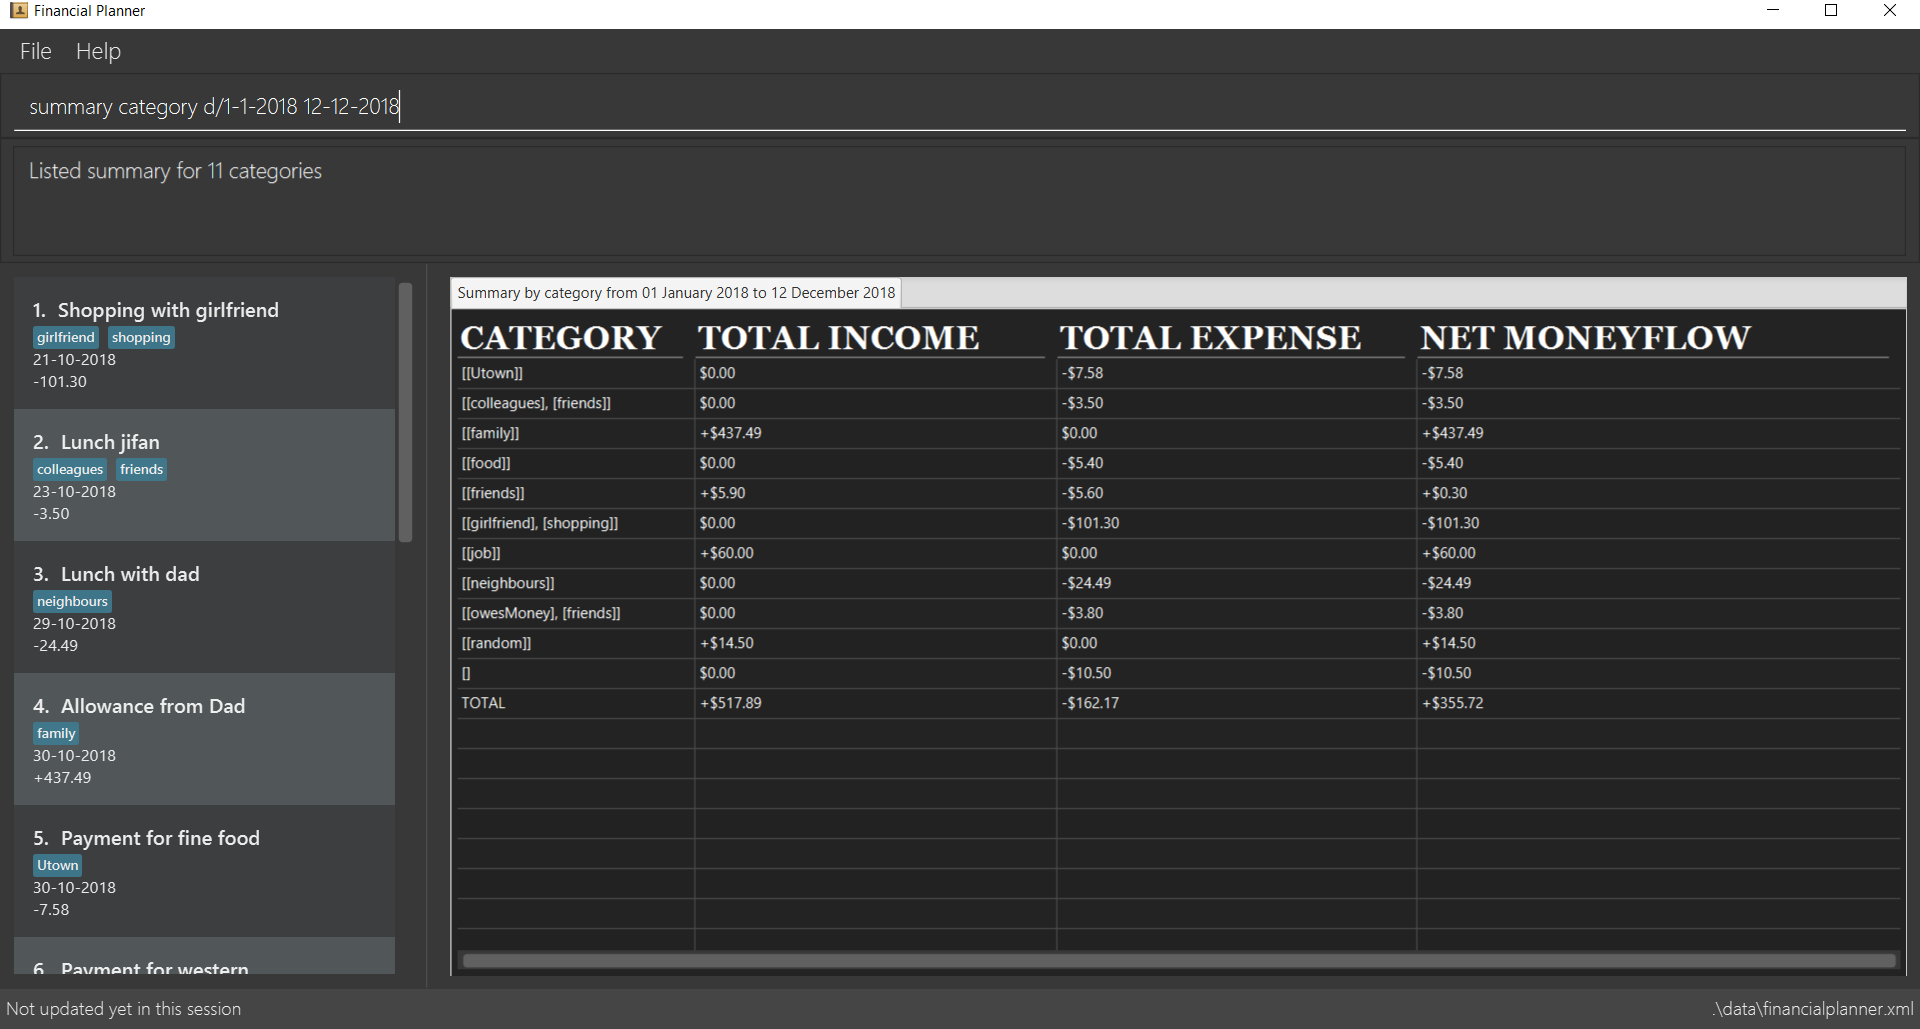 Financial Planner
File Help
summary category d/1-1-2018 12-12-2018
Listed summary for 11 categories
1. Shopping with girlfriend
girlfriend shopping
21-10-2018
-101.30
2. Lunch jifan
colleagues friends
23-10-2018
-3.50
3. Lunch with dad
neighbours
29-10-2018
-24.49
4. Allowance from Dad
family
30-10-2018
+437.49
5. Payment for fine food
Utown
30-10-2018
-7.58
6. Payment for western
Summary by category from 01 January 2018 to 12 December 2018
CATEGORY TOTAL INCOME TOTAL EXPENSE NET MONEYFLOW
[[Utown]] $0.00 -$7.58 -$7.58
[[colleagues], [friends]] $0.00 -$3.50 -$3.50
[[family]] +$437.49 $0.00 +$437.49
[[food]] $0.00 -$5.40 -$5.40
[[friends]] +$5.90 -$5.60 +$0.30
[[girlfriend], [shopping]] $0.00 -$101.30 -$101.30
[[job]] +$60.00 $0.00 +$60.00
[[neighbours]] $0.00 -$24.49 -$24.49
[[owesMoney], [friends]] $0.00 -$3.80 -$3.80
[[random]] +$14.50 $0.00 +$14.50
[] $0.00 -$10.50 -$10.50
TOTAL +$517.89 -$162.17 +$355.72
Not updated yet in this session
.\data\financialplanner.xml